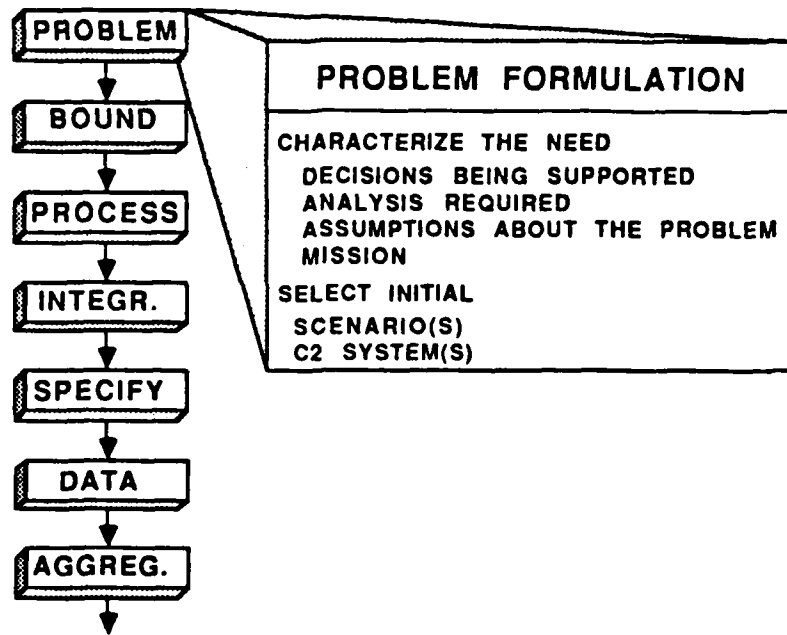 PROBLEM
BOUND
PROCESS
INTEGR.
SPECIFY
DATA
AGGREG.
PROBLEM FORMULATION
CHARACTERIZE THE NEED
DECISIONS BEING SUPPORTED
ANALYSIS REQUIRED
ASSUMPTIONS ABOUT THE PROBLEM
MISSION
SELECT INITIAL
SCENARIO(S)
C2 SYSTEM(S)